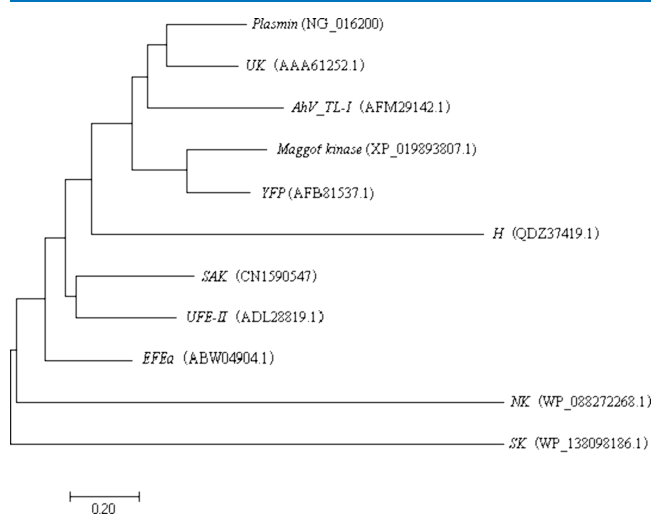 Plasmin (NG_016200)
UK (AAA61252.1)
AhV_TL-I (AFM29142.1)
Maggot kinase (XP_019893807.1)
YFP (AFB81537.1)
H (QDZ37419.1)
SAK (CN1590547)
UFE-II (ADL28819.1)
EFEa (ABW04904.1)
NK (WP_088272268.1)
SK (WP_138098186.1)
0.20